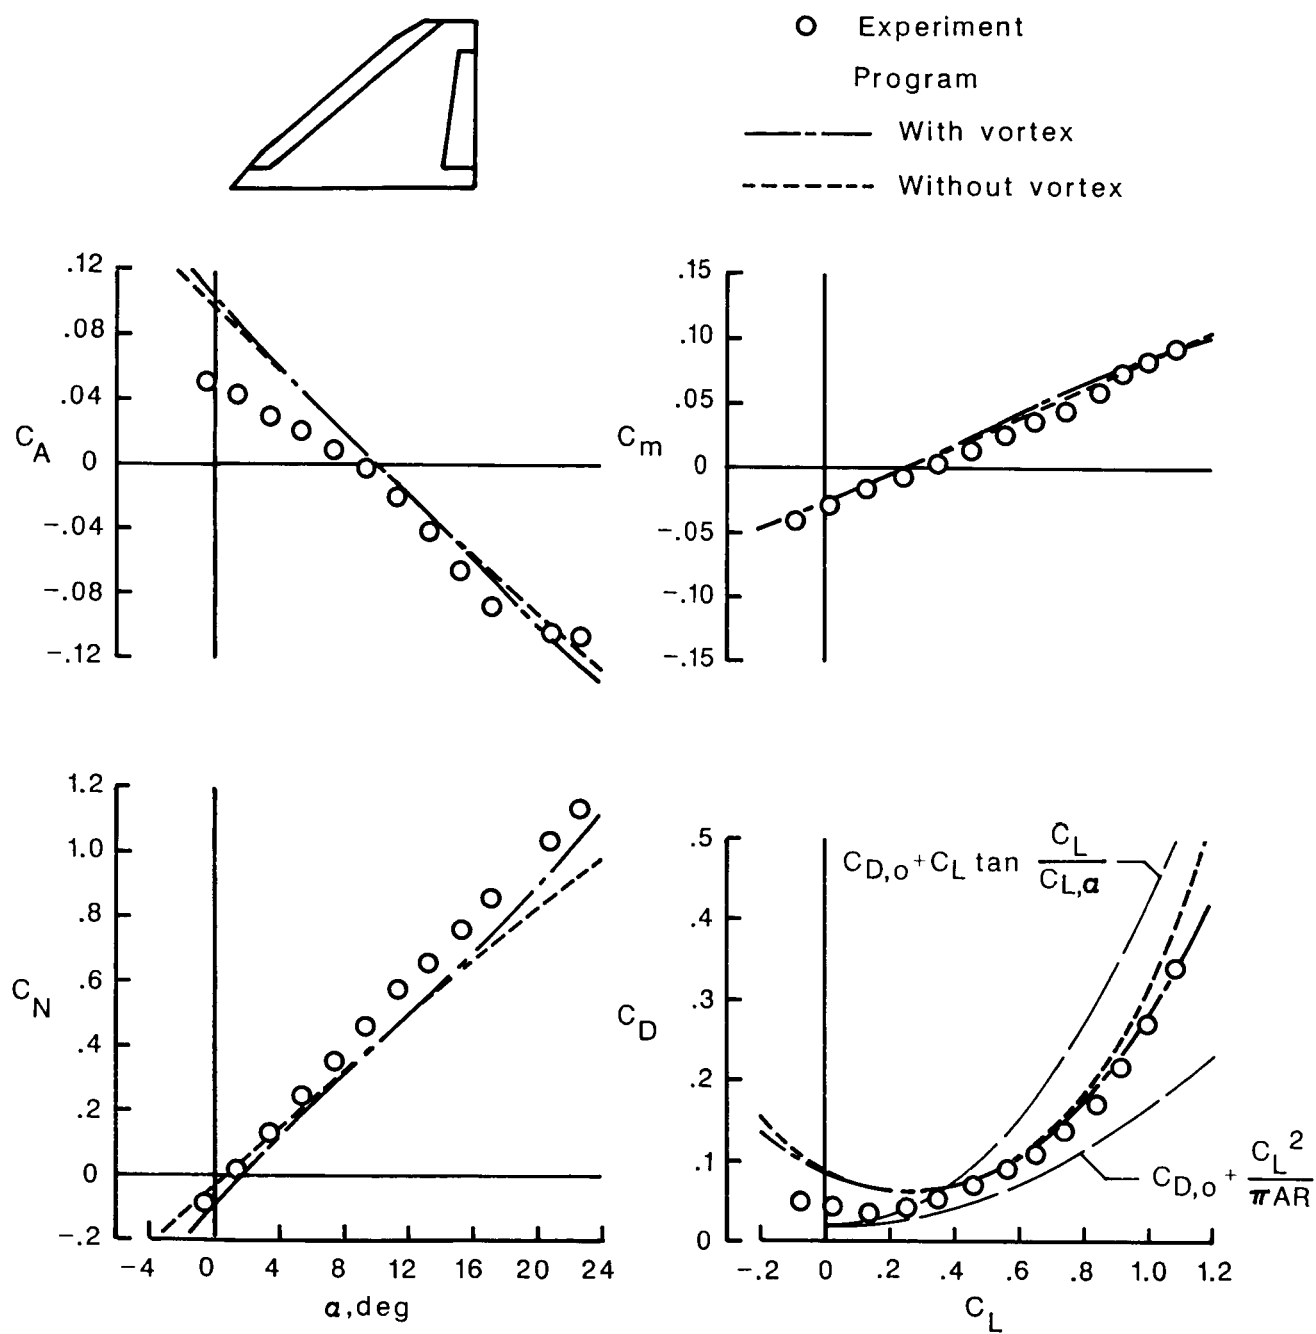 Experiment
Program
With vortex
Without vortex
.12
.08
.04
0
-.04
-.08
-.12
C_A
.15
.10
.05
0
-.05
-.10
-.15
C_m
1.2
1.0
.8
.6
.4
.2
0
-.2
C_N
-4 0 4 8 12 16 20 24
α,deg
.5
.4
.3
.2
.1
0
C_D
C_{D,o} + C_L tan C_L / C_{L,α}
C_{D,o} + C_L^2 / πAR
-.2 0 .2 .4 .6 .8 1.0 1.2
C_L